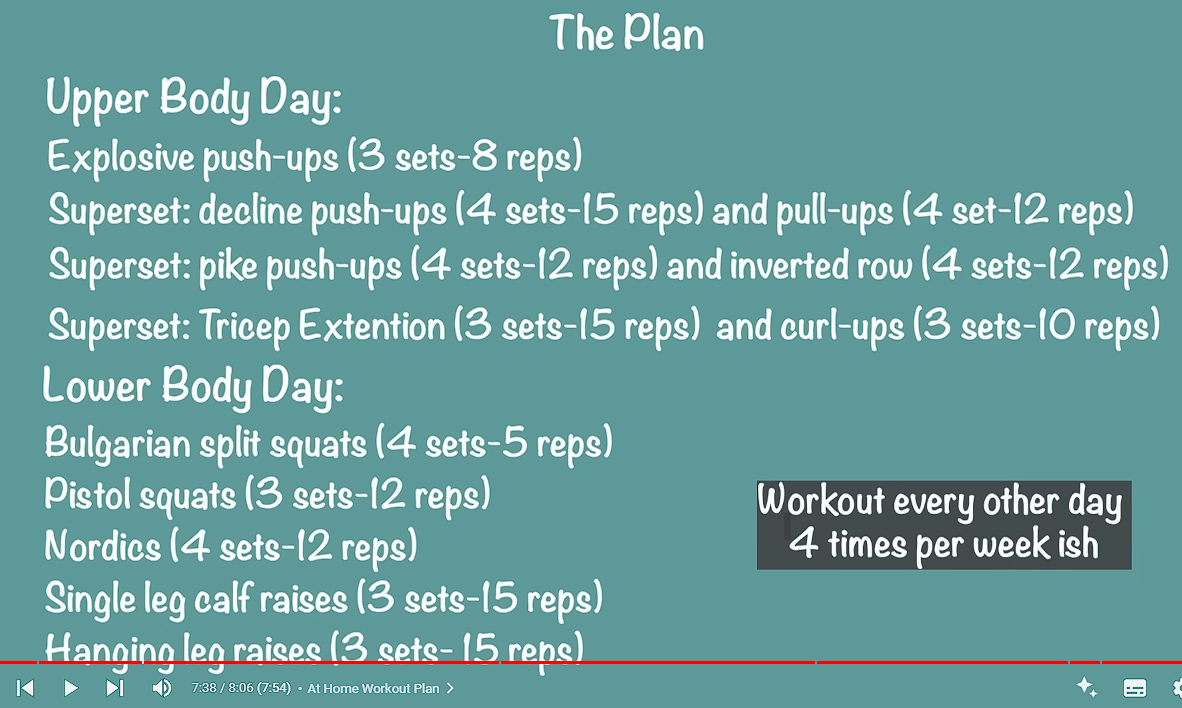 The Plan
Upper Body Day:
Explosive push-ups (3 sets-8 reps)
Superset: decline push-ups (4 sets-15 reps) and pull-ups (4 set-12 reps)
Superset: pike push-ups (4 sets-12 reps) and inverted row (4 sets-12 reps)
Superset: Tricep Extention (3 sets-15 reps) and curl-ups (3 sets-10 reps)
Lower Body Day:
Bulgarian split squats (4 sets-5 reps)
Pistol squats (3 sets-12 reps)
Workout every other day
4 times per week ish
Nordics (4 sets-12 reps)
Single leg calf raises (3 sets-15 reps)
Hanging leg raises (3 sets- 15 reps)
7:38 / 8:06 (7:54) • At Home Workout Plan >